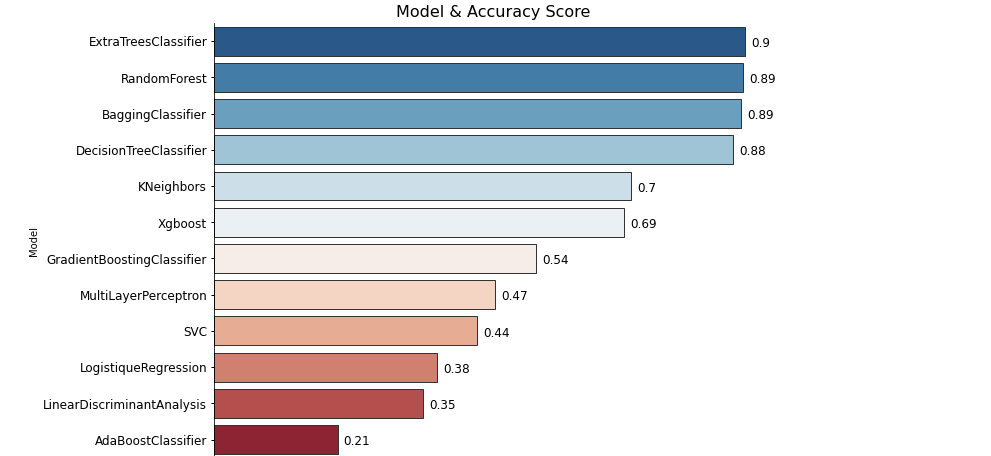 Model & Accuracy Score
Model
ExtraTreesClassifier 0.9
RandomForest 0.89
BaggingClassifier 0.89
DecisionTreeClassifier 0.88
KNeighbors 0.7
Xgboost 0.69
GradientBoostingClassifier 0.54
MultiLayerPerceptron 0.47
SVC 0.44
LogistiqueRegression 0.38
LinearDiscriminantAnalysis 0.35
AdaBoostClassifier 0.21